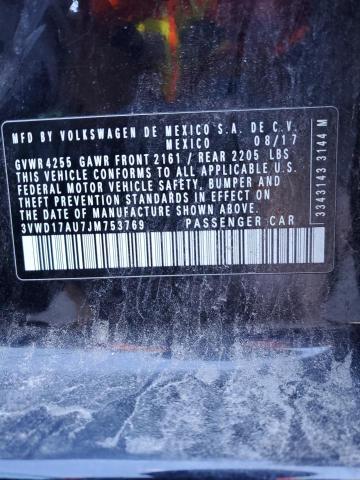 MFD BY VOLKSWAGEN DE MEXICO S.A. DE C.V.
MEXICO 08/17
GVWR 4255 GAWR FRONT 2161 / REAR 2205 LBS
THIS VEHICLE CONFORMS TO ALL APPLICABLE U.S.
FEDERAL MOTOR VEHICLE SAFETY, BUMPER AND
THEFT PREVENTION STANDARDS IN EFFECT ON
THE DATE OF MANUFACTURE SHOWN ABOVE.
3VWD17AU7JM753769 PASSENGER CAR
3343143 3144 M